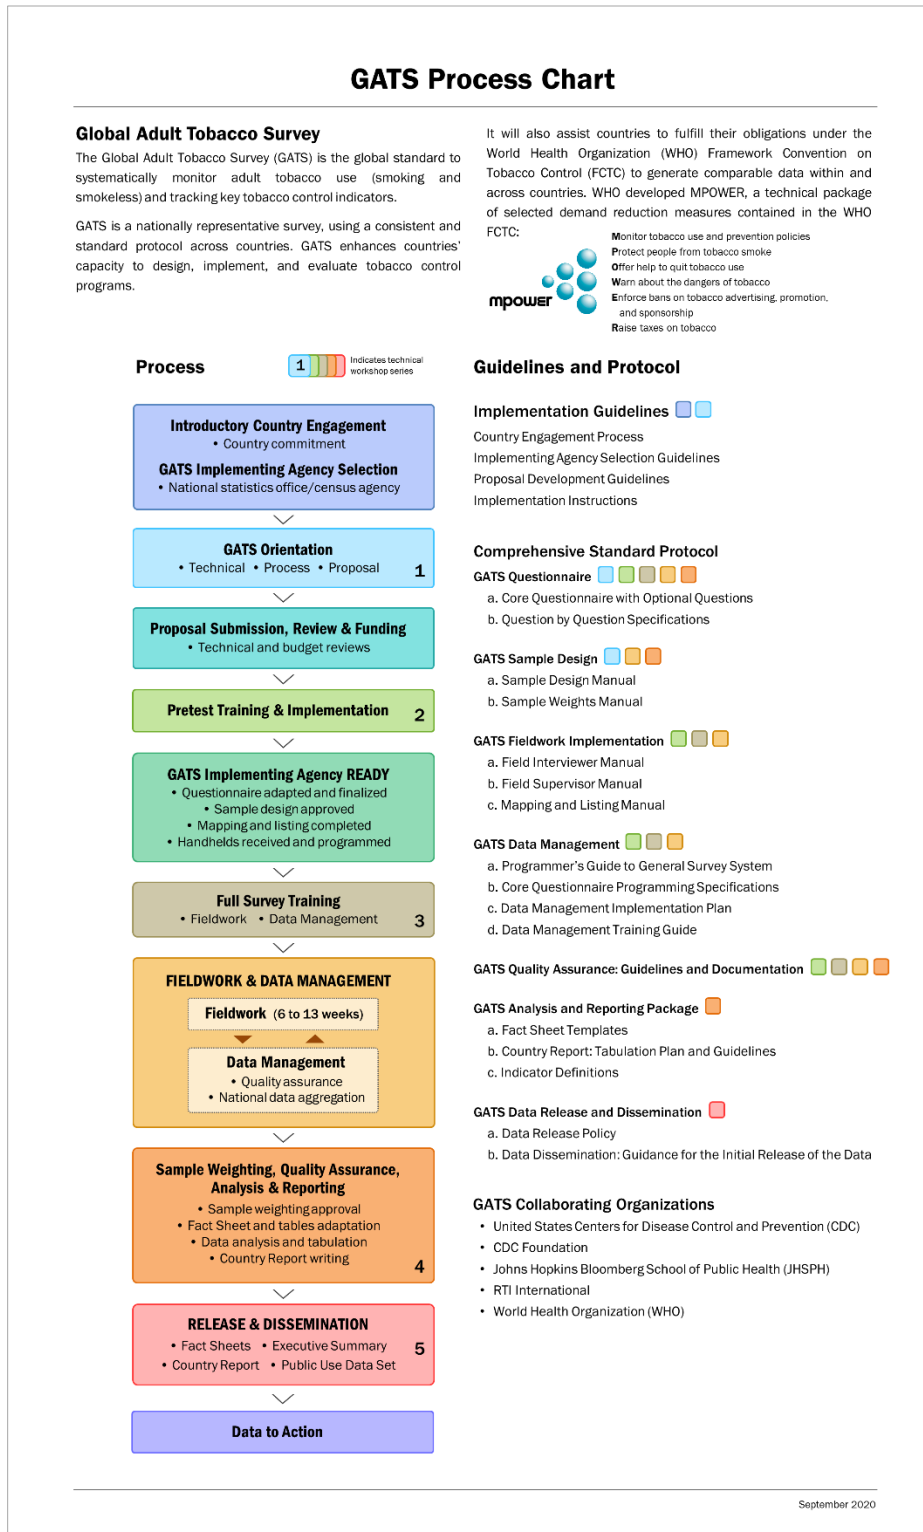 GATS Process Chart
Global Adult Tobacco Survey
The Global Adult Tobacco Survey (GATS) is the global standard to
systematically monitor adult tobacco use (smoking and
smokeless) and tracking key tobacco control indicators.
GATS is a nationally representative survey, using a consistent and
standard protocol across countries. GATS enhances countries’
capacity to design, implement, and evaluate tobacco control
programs.
It will also assist countries to fulfill their obligations under the
World Health Organization (WHO) Framework Convention on
Tobacco Control (FCTC) to generate comparable data within and
across countries. WHO developed MPOWER, a technical package
of selected demand reduction measures contained in the WHO
FCTC:
mpower
Monitor tobacco use and prevention policies
Protect people from tobacco smoke
Offer help to quit tobacco use
Warn about the dangers of tobacco
Enforce bans on tobacco advertising, promotion,
and sponsorship
Raise taxes on tobacco
Process
1
Indicates technical
workshop series
Introductory Country Engagement
• Country commitment
GATS Implementing Agency Selection
• National statistics office/census agency
GATS Orientation
• Technical • Process • Proposal
1
Proposal Submission, Review & Funding
• Technical and budget reviews
Pretest Training & Implementation
2
GATS Implementing Agency READY
• Questionnaire adapted and finalized
• Sample design approved
• Mapping and listing completed
• Handhelds received and programmed
Full Survey Training
• Fieldwork • Data Management
3
FIELDWORK & DATA MANAGEMENT
Fieldwork (6 to 13 weeks)
Data Management
• Quality assurance
• National data aggregation
Sample Weighting, Quality Assurance,
Analysis & Reporting
• Sample weighting approval
• Fact Sheet and tables adaptation
• Data analysis and tabulation
• Country Report writing
4
RELEASE & DISSEMINATION
• Fact Sheets • Executive Summary
• Country Report • Public Use Data Set
5
Data to Action
Guidelines and Protocol
Implementation Guidelines
Country Engagement Process
Implementing Agency Selection Guidelines
Proposal Development Guidelines
Implementation Instructions
Comprehensive Standard Protocol
GATS Questionnaire
a. Core Questionnaire with Optional Questions
b. Question by Question Specifications
GATS Sample Design
a. Sample Design Manual
b. Sample Weights Manual
GATS Fieldwork Implementation
a. Field Interviewer Manual
b. Field Supervisor Manual
c. Mapping and Listing Manual
GATS Data Management
a. Programmer’s Guide to General Survey System
b. Core Questionnaire Programming Specifications
c. Data Management Implementation Plan
d. Data Management Training Guide
GATS Quality Assurance: Guidelines and Documentation
GATS Analysis and Reporting Package
a. Fact Sheet Templates
b. Country Report: Tabulation Plan and Guidelines
c. Indicator Definitions
GATS Data Release and Dissemination
a. Data Release Policy
b. Data Dissemination: Guidance for the Initial Release of the Data
GATS Collaborating Organizations
• United States Centers for Disease Control and Prevention (CDC)
• CDC Foundation
• Johns Hopkins Bloomberg School of Public Health (JHSPH)
• RTI International
• World Health Organization (WHO)
September 2020